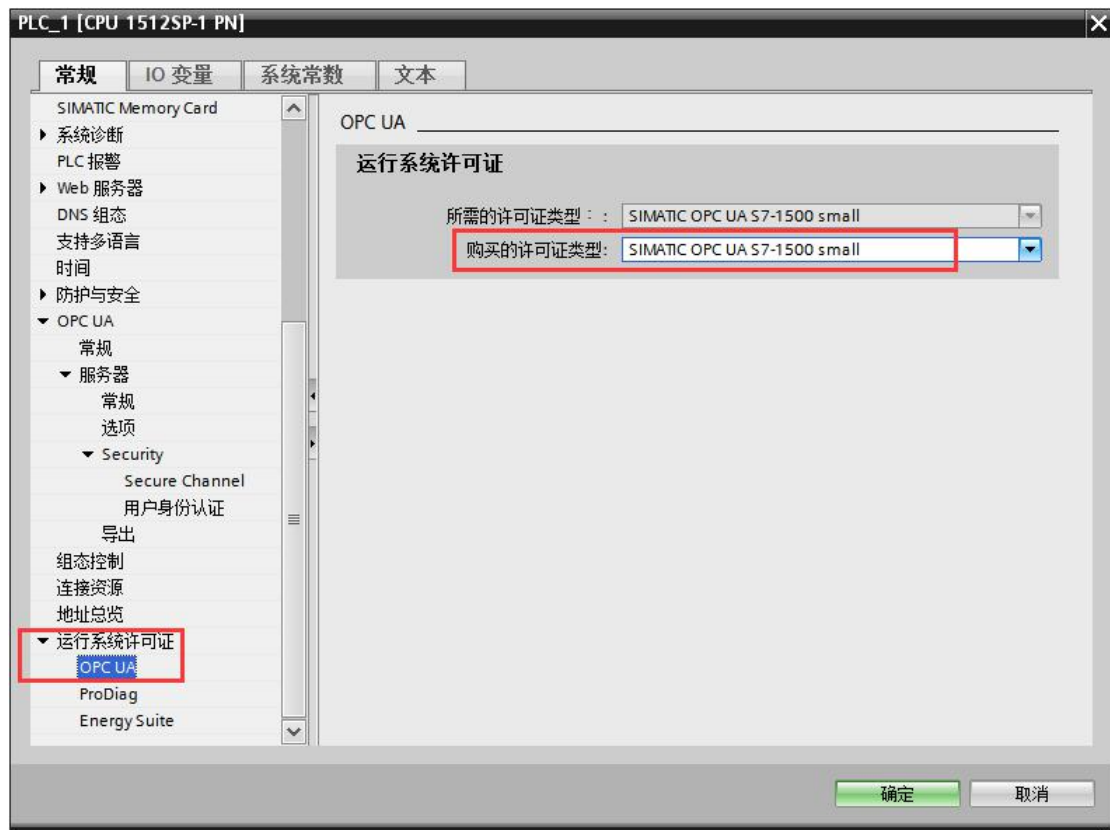 PLC_1 [CPU 1512SP-1 PN]
常规 IO 变量 系统常数 文本
SIMATIC Memory Card
系统诊断
PLC 报警
Web 服务器
DNS 组态
支持多语言
时间
防护与安全
OPC UA
常规
服务器
常规
选项
Security
Secure Channel
用户身份认证
导出
组态控制
连接资源
地址总览
运行系统许可证
OPC UA
ProDiag
Energy Suite
OPC UA
运行系统许可证
所需的许可证类型：: SIMATIC OPC UA S7-1500 small
购买的许可证类型: SIMATIC OPC UA S7-1500 small
确定 取消